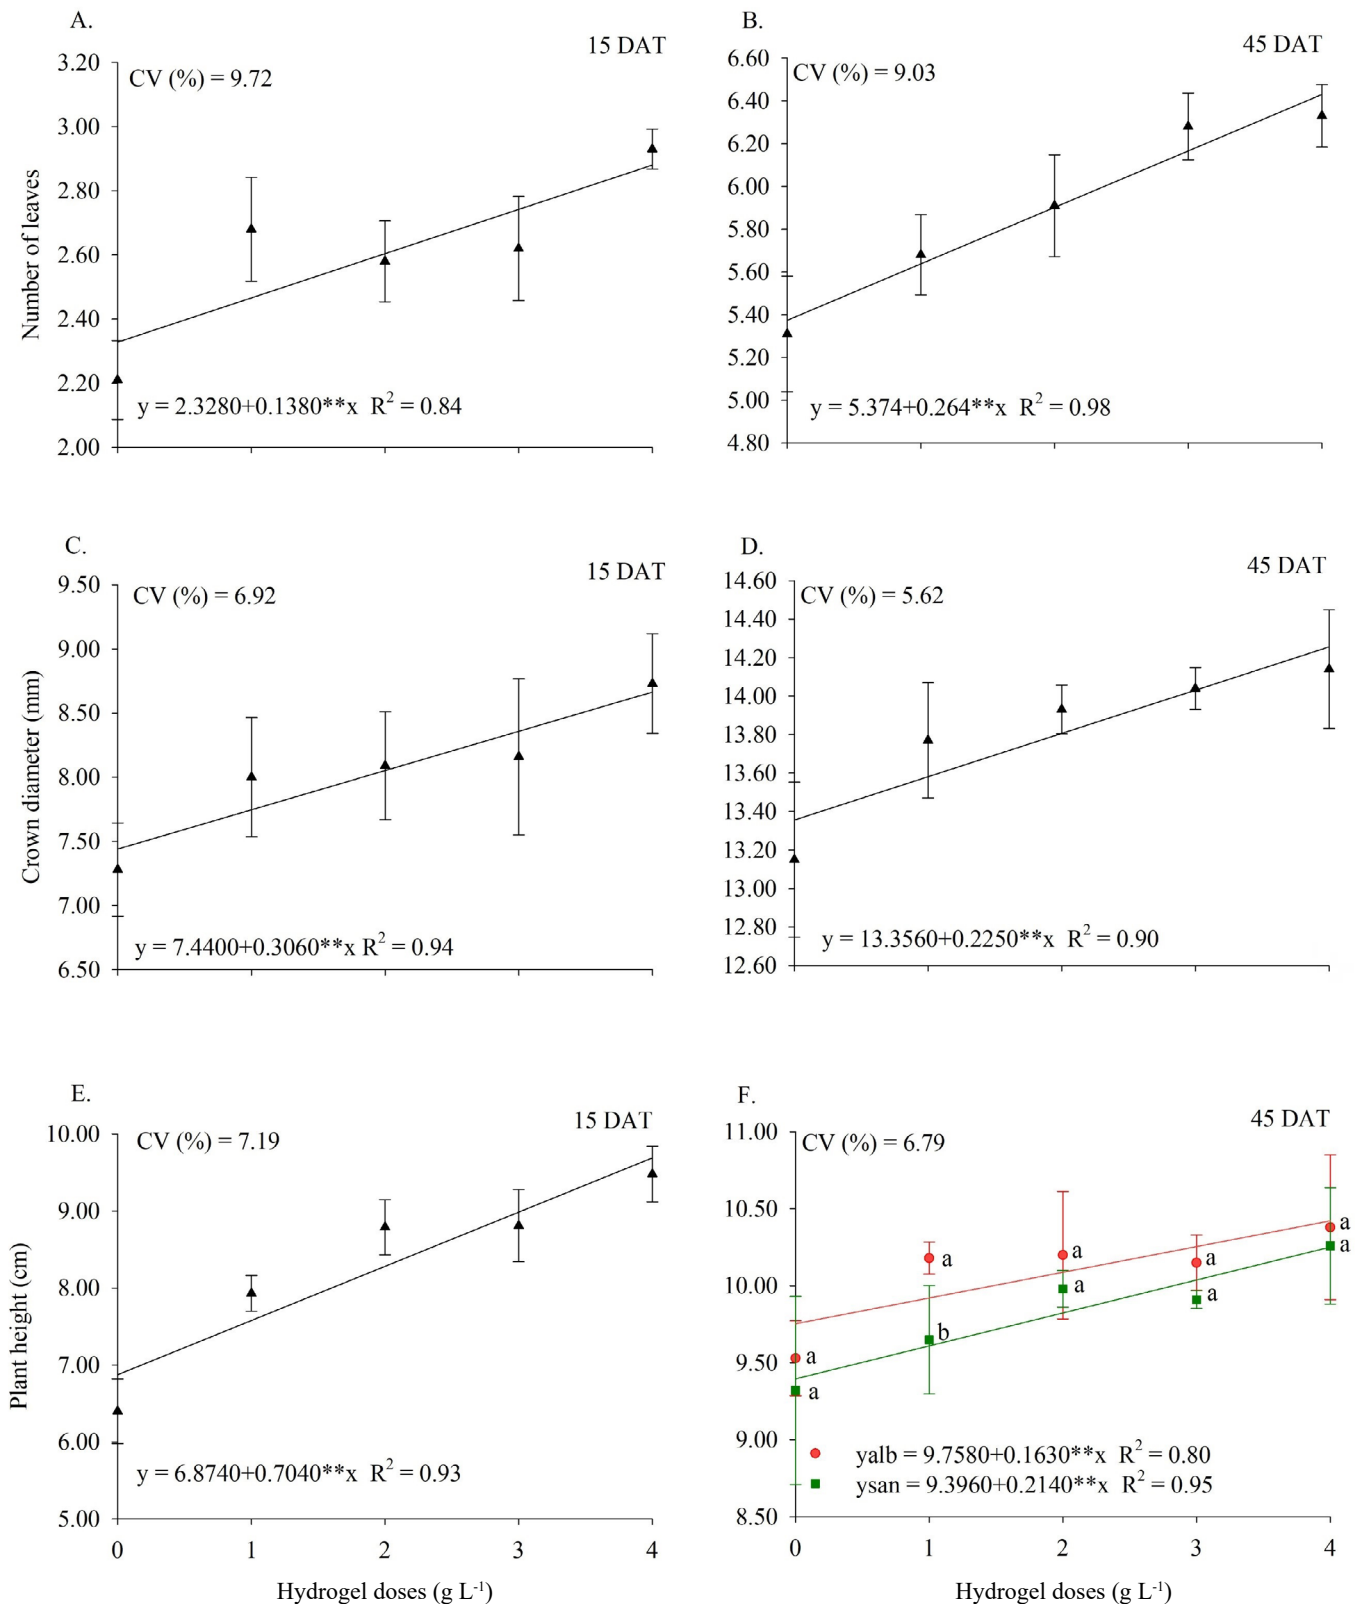 A.
15 DAT
CV (%) = 9.72
3.20
3.00
2.80
2.60
2.40
2.20
2.00
Number of leaves
y = 2.3280+0.1380**x R² = 0.84
B.
45 DAT
CV (%) = 9.03
6.60
6.40
6.20
6.00
5.80
5.60
5.40
5.20
5.00
4.80
y = 5.374+0.264**x R² = 0.98
C.
15 DAT
CV (%) = 6.92
9.50
9.00
8.50
8.00
7.50
7.00
6.50
Crown diameter (mm)
y = 7.4400+0.3060**x R² = 0.94
D.
45 DAT
CV (%) = 5.62
14.60
14.40
14.20
14.00
13.80
13.60
13.40
13.20
13.00
12.80
12.60
y = 13.3560+0.2250**x R² = 0.90
E.
15 DAT
CV (%) = 7.19
10.00
9.00
8.00
7.00
6.00
5.00
Plant height (cm)
y = 6.8740+0.7040**x R² = 0.93
0 1 2 3 4
Hydrogel doses (g L⁻¹)
F.
45 DAT
CV (%) = 6.79
11.00
10.50
10.00
9.50
9.00
8.50
a a a a a
a b a a a
yalb = 9.7580+0.1630**x R² = 0.80
ysan = 9.3960+0.2140**x R² = 0.95
0 1 2 3 4
Hydrogel doses (g L⁻¹)